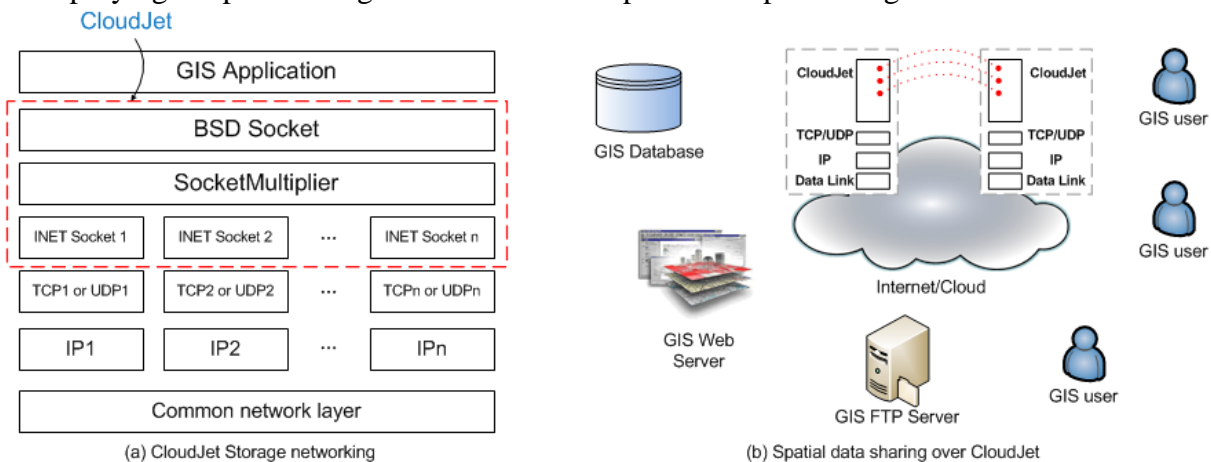 CloudJet
GIS Application
BSD Socket
SocketMultiplier
INET Socket 1 INET Socket 2 ... INET Socket n
TCP1 or UDP1 TCP2 or UDP2 ... TCPn or UDPn
IP1 IP2 ... IPn
Common network layer
(a) CloudJet Storage networking
GIS Database
CloudJet CloudJet
TCP/UDP TCP/UDP
IP IP
Data Link Data Link
Internet/Cloud
GIS user
GIS user
GIS Web
Server
GIS FTP Server
GIS user
(b) Spatial data sharing over CloudJet